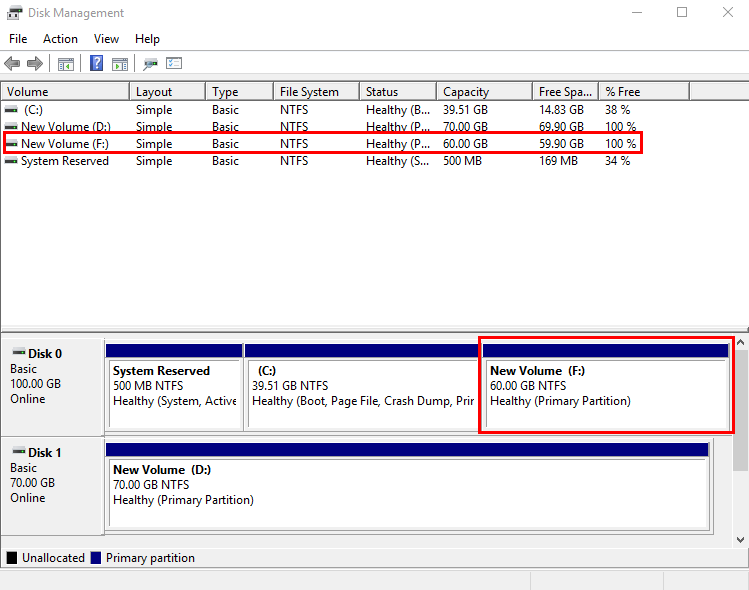 Disk Management
File Action View Help
Volume Layout Type File System Status Capacity Free Spa... % Free
(C:) Simple Basic NTFS Healthy (B... 39.51 GB 14.83 GB 38 %
New Volume (D:) Simple Basic NTFS Healthy (P... 70.00 GB 69.90 GB 100 %
New Volume (F:) Simple Basic NTFS Healthy (P... 60.00 GB 59.90 GB 100 %
System Reserved Simple Basic NTFS Healthy (S... 500 MB 169 MB 34 %
Disk 0
Basic
100.00 GB
Online
System Reserved
500 MB NTFS
Healthy (System, Active
(C:)
39.51 GB NTFS
Healthy (Boot, Page File, Crash Dump, Prir
New Volume (F:)
60.00 GB NTFS
Healthy (Primary Partition)
Disk 1
Basic
70.00 GB
Online
New Volume (D:)
70.00 GB NTFS
Healthy (Primary Partition)
Unallocated Primary partition